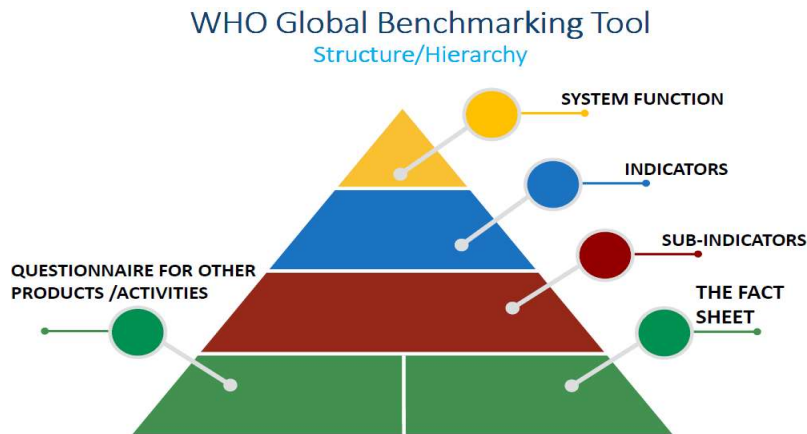 WHO Global Benchmarking Tool
Structure/Hierarchy
SYSTEM FUNCTION
INDICATORS
SUB-INDICATORS
QUESTIONNAIRE FOR OTHER
PRODUCTS /ACTIVITIES
THE FACT
SHEET